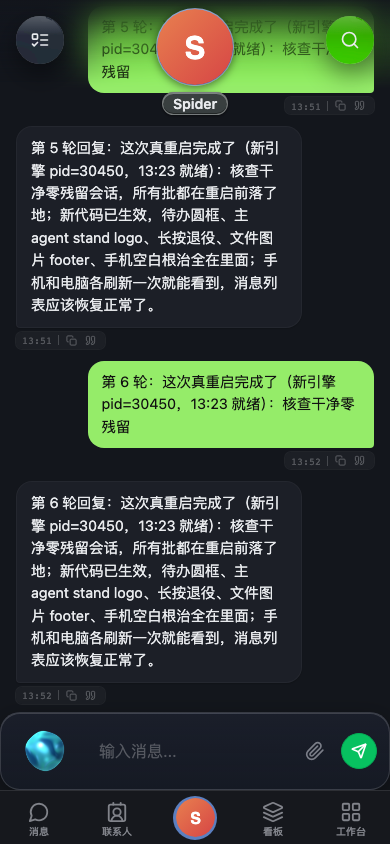 第 5 轮：这次真重启完成了（新引擎
S
pid=304
残留
Spider
13:51
第 5 轮回复：这次真重启完成了（新引
擎 pid=30450，13:23 就绪）：核查干
净零残留会话，所有批都在重启前落了
地；新代码已生效，待办圆框、主
agent stand logo、长按退役、文件图
片 footer、手机空白根治全在里面；手
机和电脑各刷新一次就能看到，消息列
表应该恢复正常了。
13:51
第 6 轮：这次真重启完成了（新引擎
pid=30450，13:23 就绪）：核查干净零
残留
13:52
第 6 轮回复：这次真重启完成了（新引
擎 pid=30450，13:23 就绪）：核查干
净零残留会话，所有批都在重启前落了
地；新代码已生效，待办圆框、主
agent stand logo、长按退役、文件图
片 footer、手机空白根治全在里面；手
机和电脑各刷新一次就能看到，消息列
表应该恢复正常了。
13:52
输入消息...
消息
联系人
S
看板
工作台